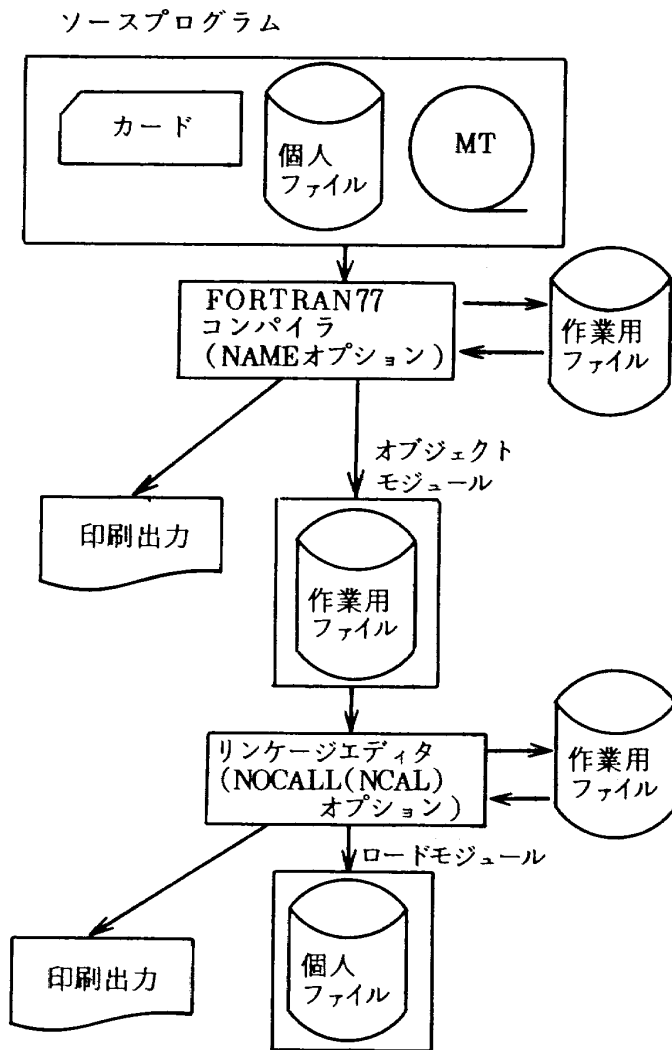 ソースプログラム
カード
個人
ファイル
MT
FORTRAN77
コンパイラ
(NAMEオプション)
作業用
ファイル
オブジェクト
モジュール
印刷出力
作業用
ファイル
リンケージエディタ
(NOCALL(NCAL)
オプション)
作業用
ファイル
ロードモジュール
印刷出力
個人
ファイル